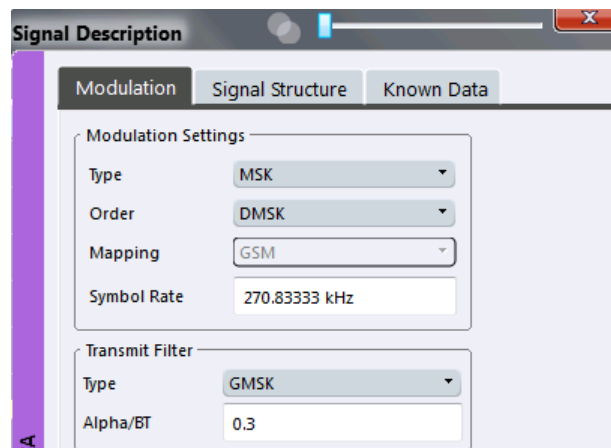 Signal Description
X
Modulation Signal Structure Known Data
Modulation Settings
Type MSK
Order DMSK
Mapping GSM
Symbol Rate 270.83333 kHz
Transmit Filter
Type GMSK
Alpha/BT 0.3
A